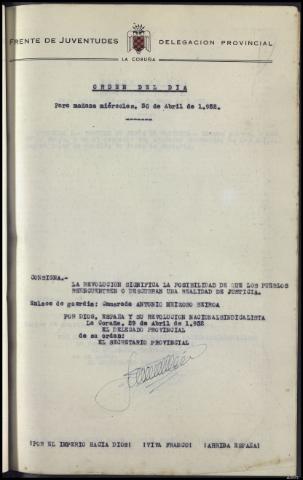 FRENTE DE JUVENTUDES DELEGACION PROVINCIAL
LA CORUÑA
ORDEN DEL DIA
Para mañana miércoles, 30 de Abril de 1.952.
-------
CONSIGNA.-
LA REVOLUCION SIGNIFICA LA POSIBILIDAD DE QUE LOS PUEBLOS
REENCUENTREN O DESCUBRAN UNA REALIDAD DE JUSTICIA.
Enlace de guardia: Camarada ANTONIO MEIZOSO
POR DIOS, ESPAÑA Y SU REVOLUCION NACIONALSINDICALISTA
La Coruña, 29 de Abril de 1.952
EL DELEGADO PROVINCIAL
de su orden:
EL SECRETARIO PROVINCIAL
¡POR EL IMPERIO HACIA DIOS! ¡VIVA FRANCO! ¡ARRIBA ESPAÑA!